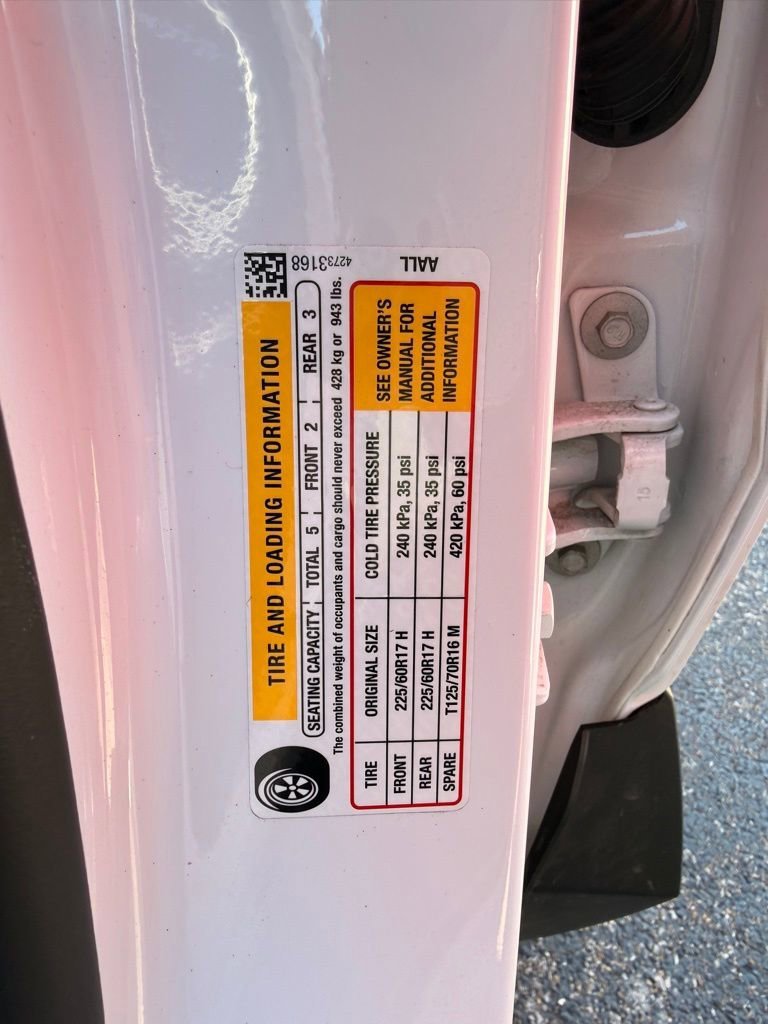 TIRE AND LOADING INFORMATION
42733168
SEATING CAPACITY TOTAL 5 FRONT 2 REAR 3
The combined weight of occupants and cargo should never exceed 428 kg or 943 lbs.
TIRE ORIGINAL SIZE COLD TIRE PRESSURE
FRONT 225/60R17 H 240 kPa, 35 psi
REAR 225/60R17 H 240 kPa, 35 psi
SPARE T125/70R16 M 420 kPa, 60 psi
SEE OWNER'S
MANUAL FOR
ADDITIONAL
INFORMATION
AALL
15